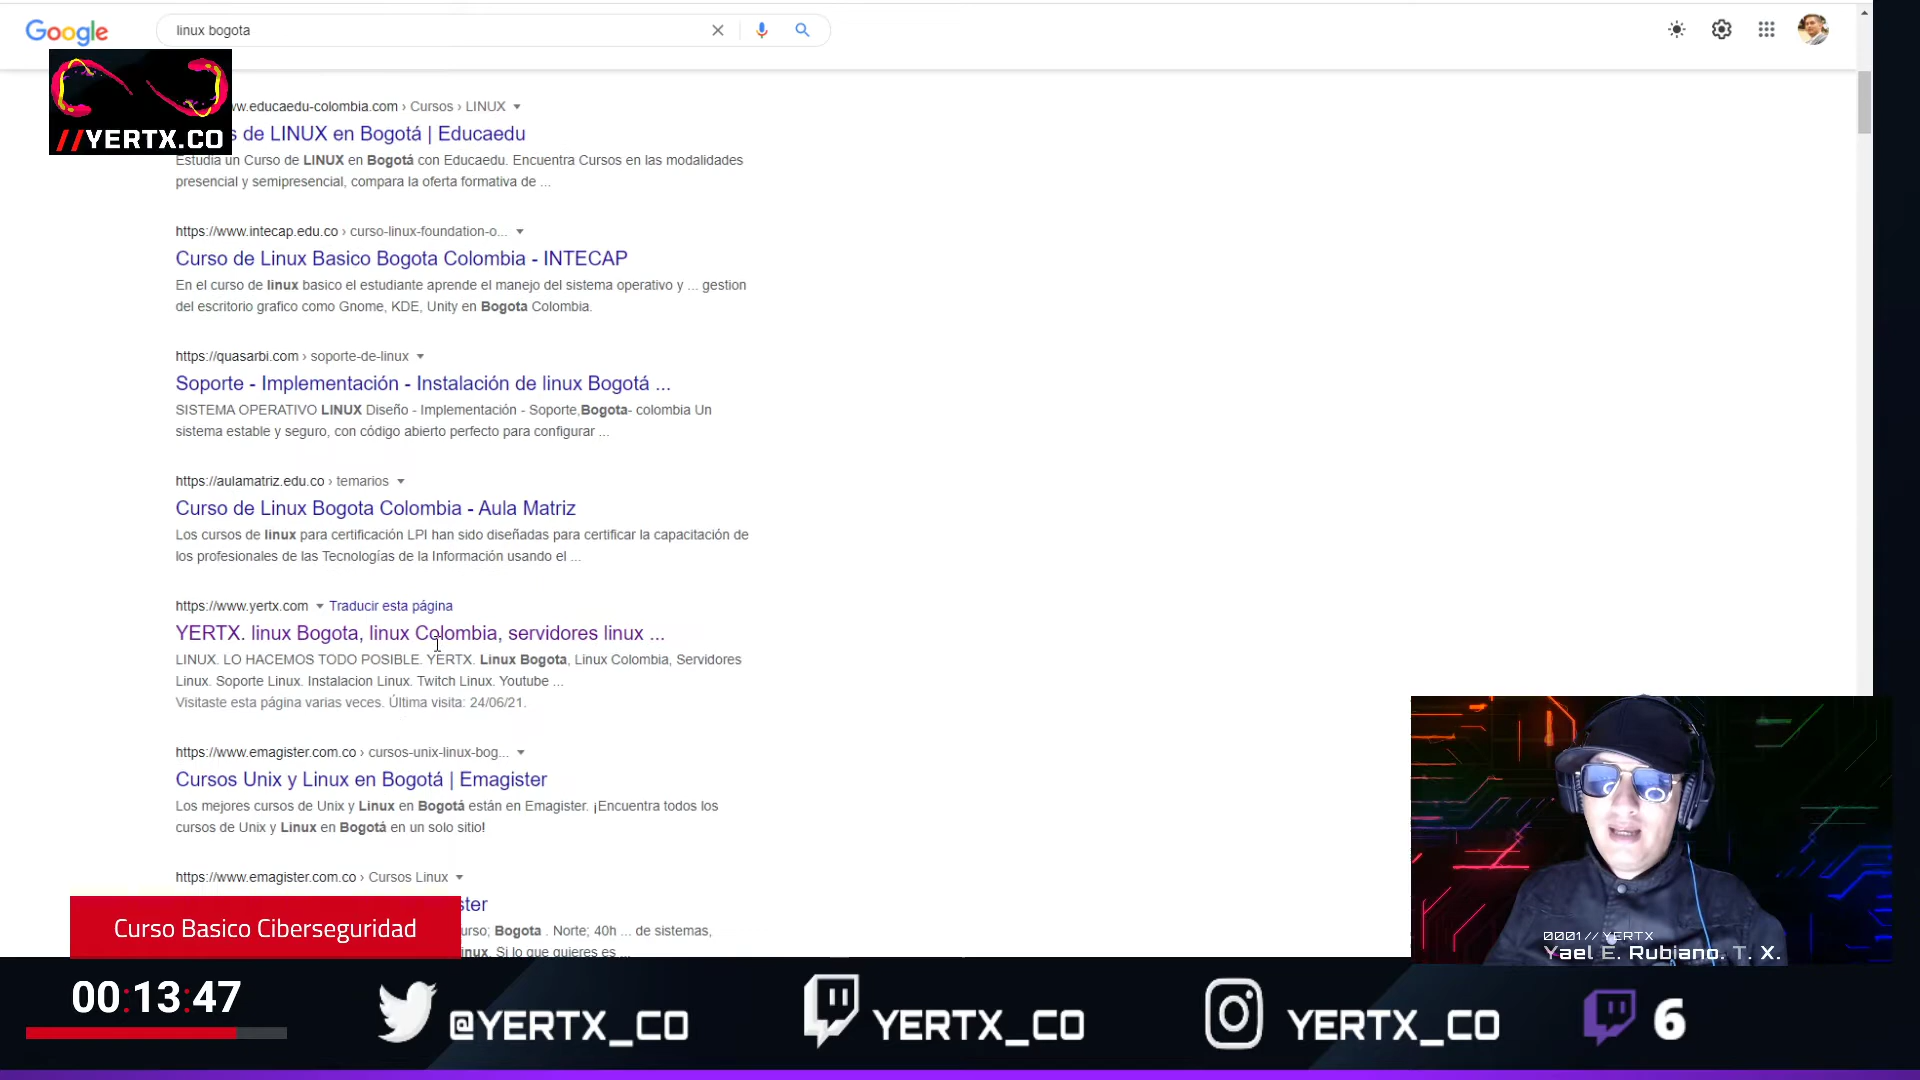 Google
linux bogota
//YERTX.CO
ww.educaedu-colombia.com › Cursos › LINUX
s de LINUX en Bogotá | Educaedu
Estudia un Curso de LINUX en Bogotá con Educaedu. Encuentra Cursos en las modalidades
presencial y semipresencial, compara la oferta formativa de ...
https://www.intecap.edu.co › curso-linux-foundation-o...
Curso de Linux Basico Bogota Colombia - INTECAP
En el curso de linux basico el estudiante aprende el manejo del sistema operativo y ... gestion
del escritorio grafico como Gnome, KDE, Unity en Bogota Colombia.
https://quasarbi.com › soporte-de-linux
Soporte - Implementación - Instalación de linux Bogotá ...
SISTEMA OPERATIVO LINUX Diseño - Implementación - Soporte,Bogota- colombia Un
sistema estable y seguro, con código abierto perfecto para configurar ...
https://aulamatriz.edu.co › temarios
Curso de Linux Bogota Colombia - Aula Matriz
Los cursos de linux para certificación LPI han sido diseñadas para certificar la capacitación de
los profesionales de las Tecnologías de la Información usando el ...
https://www.yertx.com Traducir esta página
YERTX. linux Bogota, linux Colombia, servidores linux ...
LINUX. LO HACEMOS TODO POSIBLE. YERTX. Linux Bogota, Linux Colombia, Servidores
Linux. Soporte Linux. Instalacion Linux. Twitch Linux. Youtube ...
Visitaste esta página varias veces. Última visita: 24/06/21.
https://www.emagister.com.co › cursos-unix-linux-bog...
Cursos Unix y Linux en Bogotá | Emagister
Los mejores cursos de Unix y Linux en Bogotá están en Emagister. ¡Encuentra todos los
cursos de Unix y Linux en Bogotá en un solo sitio!
https://www.emagister.com.co › Cursos Linux
ster
urso; Bogota . Norte; 40h ... de sistemas,
inux. Si lo que quieres es ...
Curso Basico Ciberseguridad
0001 // YERTX
Yael E. Rubiano. T. X.
00:13:47
@YERTX_CO
YERTX_CO
YERTX_CO
6